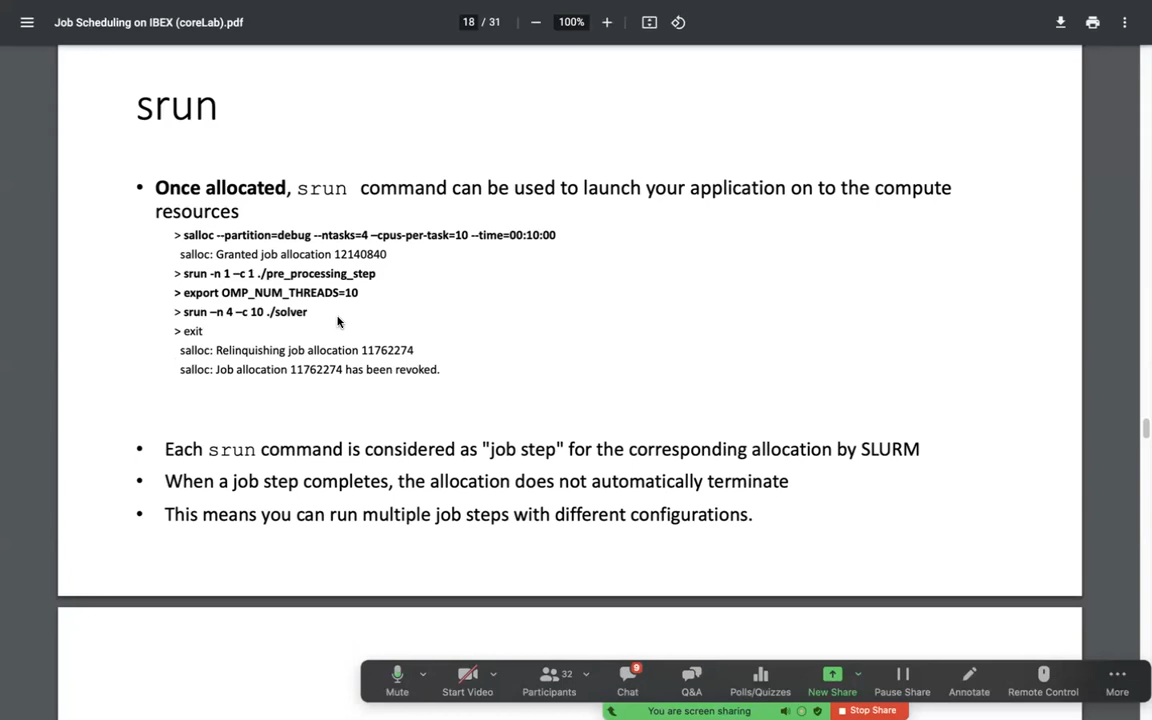 Job Scheduling on IBEX (coreLab).pdf
18 / 31
100%
srun
• Once allocated, srun command can be used to launch your application on to the compute
resources
> salloc --partition=debug --ntasks=4 –cpus-per-task=10 --time=00:10:00
salloc: Granted job allocation 12140840
> srun -n 1 –c 1 ./pre_processing_step
> export OMP_NUM_THREADS=10
> srun –n 4 –c 10 ./solver
> exit
salloc: Relinquishing job allocation 11762274
salloc: Job allocation 11762274 has been revoked.
• Each srun command is considered as "job step" for the corresponding allocation by SLURM
• When a job step completes, the allocation does not automatically terminate
• This means you can run multiple job steps with different configurations.
32
9
Mute Start Video Participants Chat Q&A Polls/Quizzes New Share Pause Share Annotate Remote Control More
You are screen sharing Stop Share